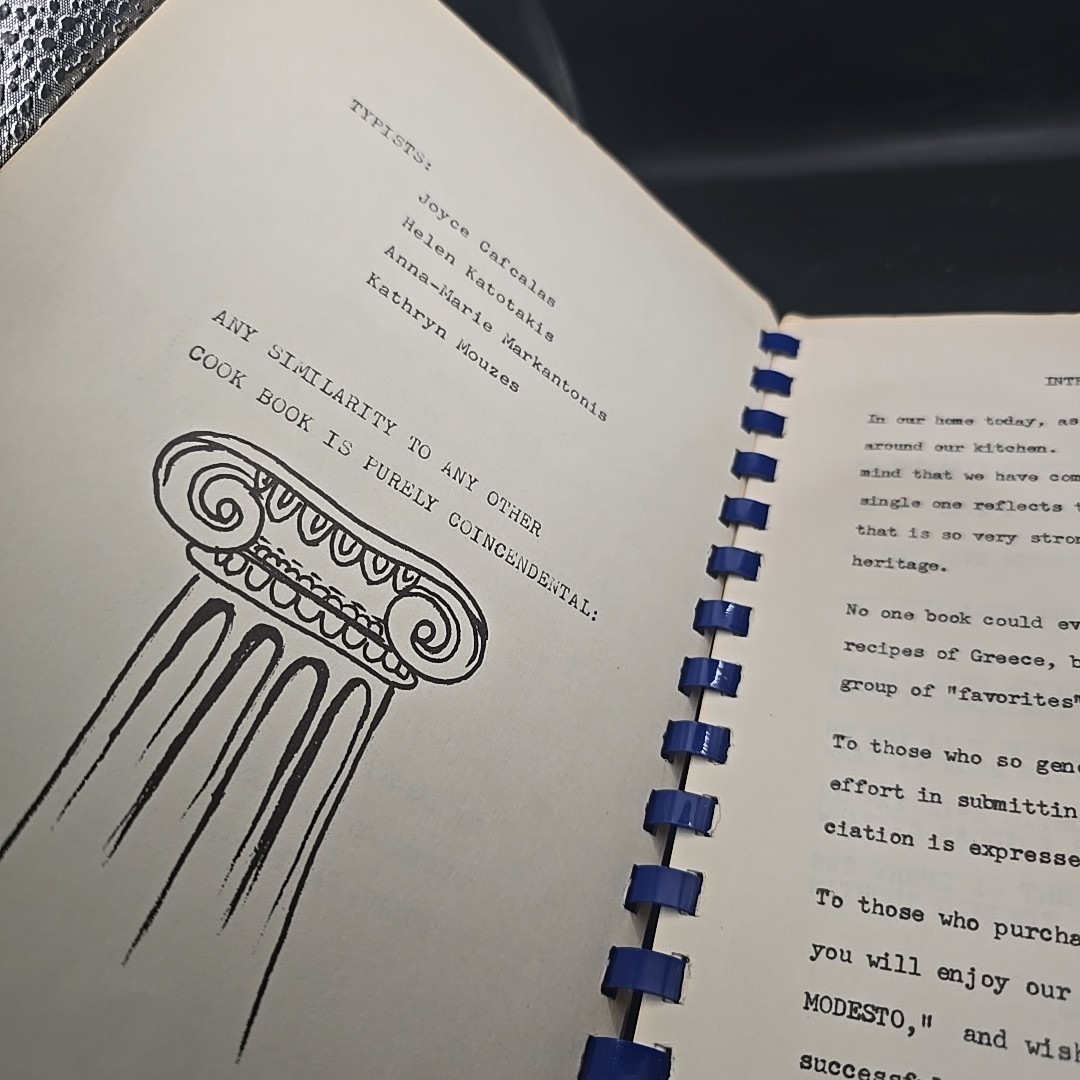 TYPISTS:
Joyce Cafcalas
Helen Katotakis
Anna-Marie Markantonis
Kathryn Mouzes
ANY SIMILARITY TO ANY OTHER
COOK BOOK IS PURELY COINCENDENTAL:
In our home today, as
around our kitchen.
mind that we have com
single one reflects
that is so very stron
heritage.
No one book could ev
recipes of Greece, b
group of "favorites"
To those who so gene
effort in submittin
ciation is expresse
To those who purcha
you will enjoy our
MODESTO," and wish